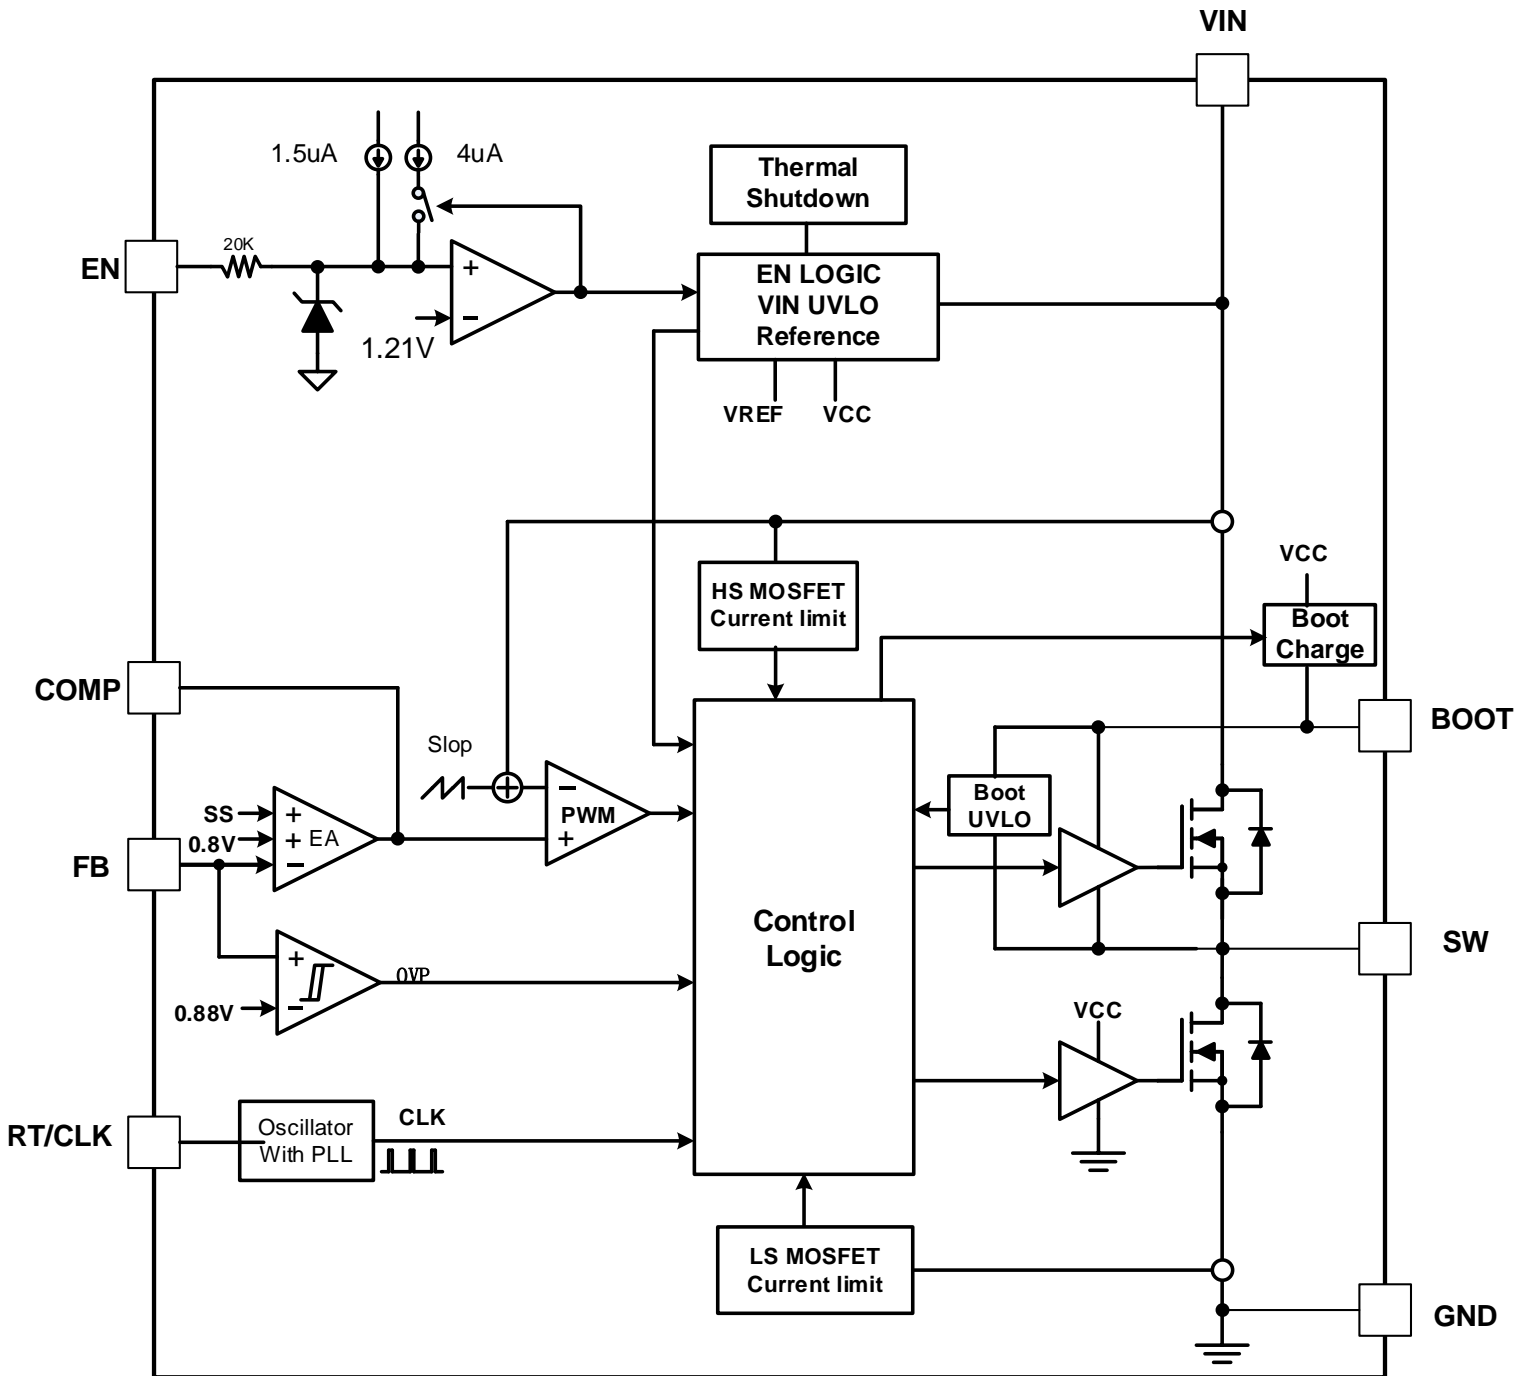 VIN
1.5uA
4uA
Thermal
Shutdown
20K
EN
+
−
1.21V
EN LOGIC
VIN UVLO
Reference
VREF
VCC
VCC
HS MOSFET
Current limit
Boot
Charge
COMP
BOOT
Slop
−
PWM
+
Boot
UVLO
SS
+
0.8V
+ EA
−
FB
Control
Logic
SW
+
OVP
0.88V
−
VCC
RT/CLK
Oscillator
With PLL
CLK
LS MOSFET
Current limit
GND